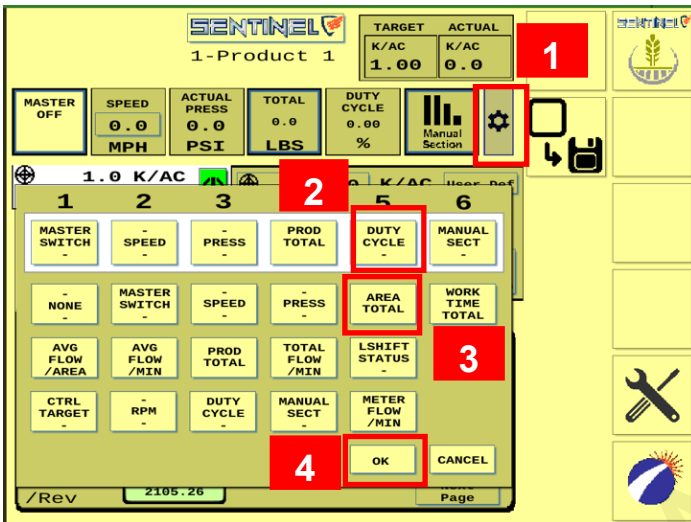 SENTINEL
1-Product 1
TARGET ACTUAL
K/AC K/AC
1.00 0.0
1
SENTINEL
MASTER OFF
SPEED
0.0
MPH
ACTUAL PRESS
0.0
PSI
TOTAL
0.0
LBS
DUTY CYCLE
0.00
%
Manual Section
1.0 K/AC
K/AC
User Def
2
1 2 3 5 6
MASTER SWITCH -
- SPEED -
- PRESS -
PROD TOTAL
DUTY CYCLE -
MANUAL SECT -
- NONE -
MASTER SWITCH -
- SPEED -
- PRESS -
AREA TOTAL
WORK TIME TOTAL
3
AVG FLOW /AREA
AVG FLOW /MIN
PROD TOTAL
TOTAL FLOW /MIN
LSHIFT STATUS -
CTRL TARGET -
- RPM -
DUTY CYCLE -
MANUAL SECT -
METER FLOW /MIN
4
OK
CANCEL
/Rev
2105.26
Page